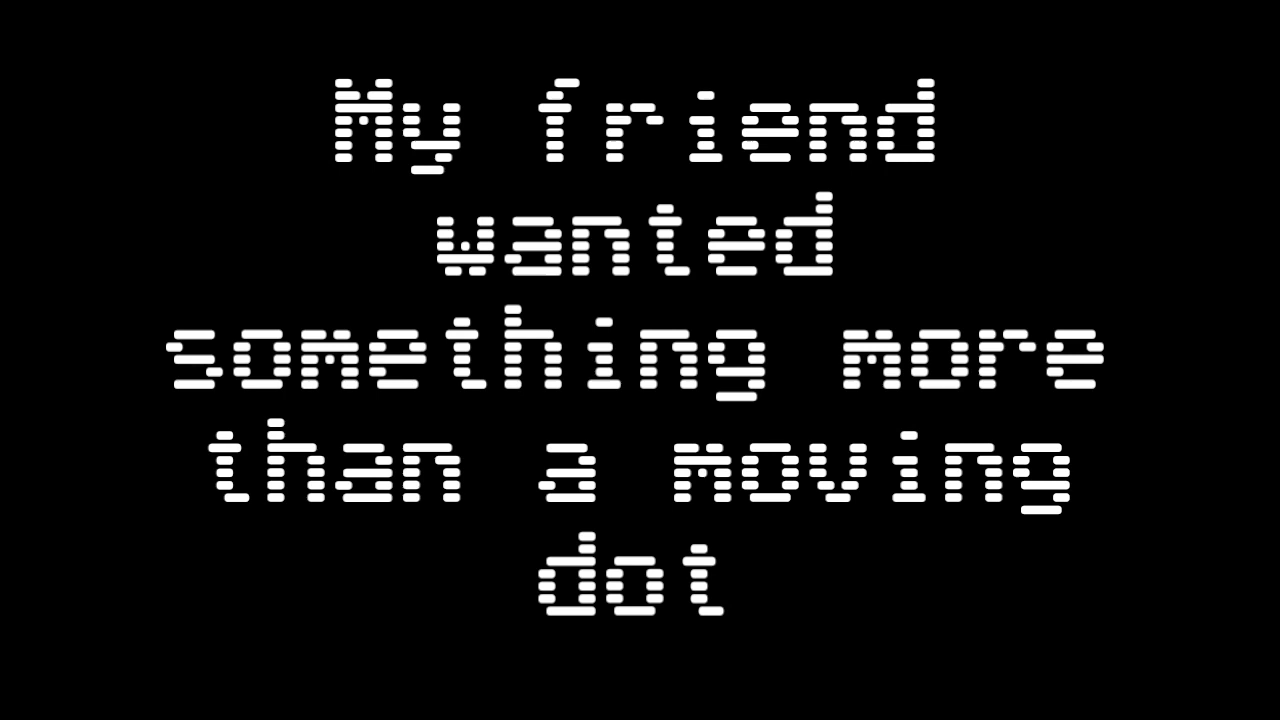 My friend
wanted
something more
than a moving
dot